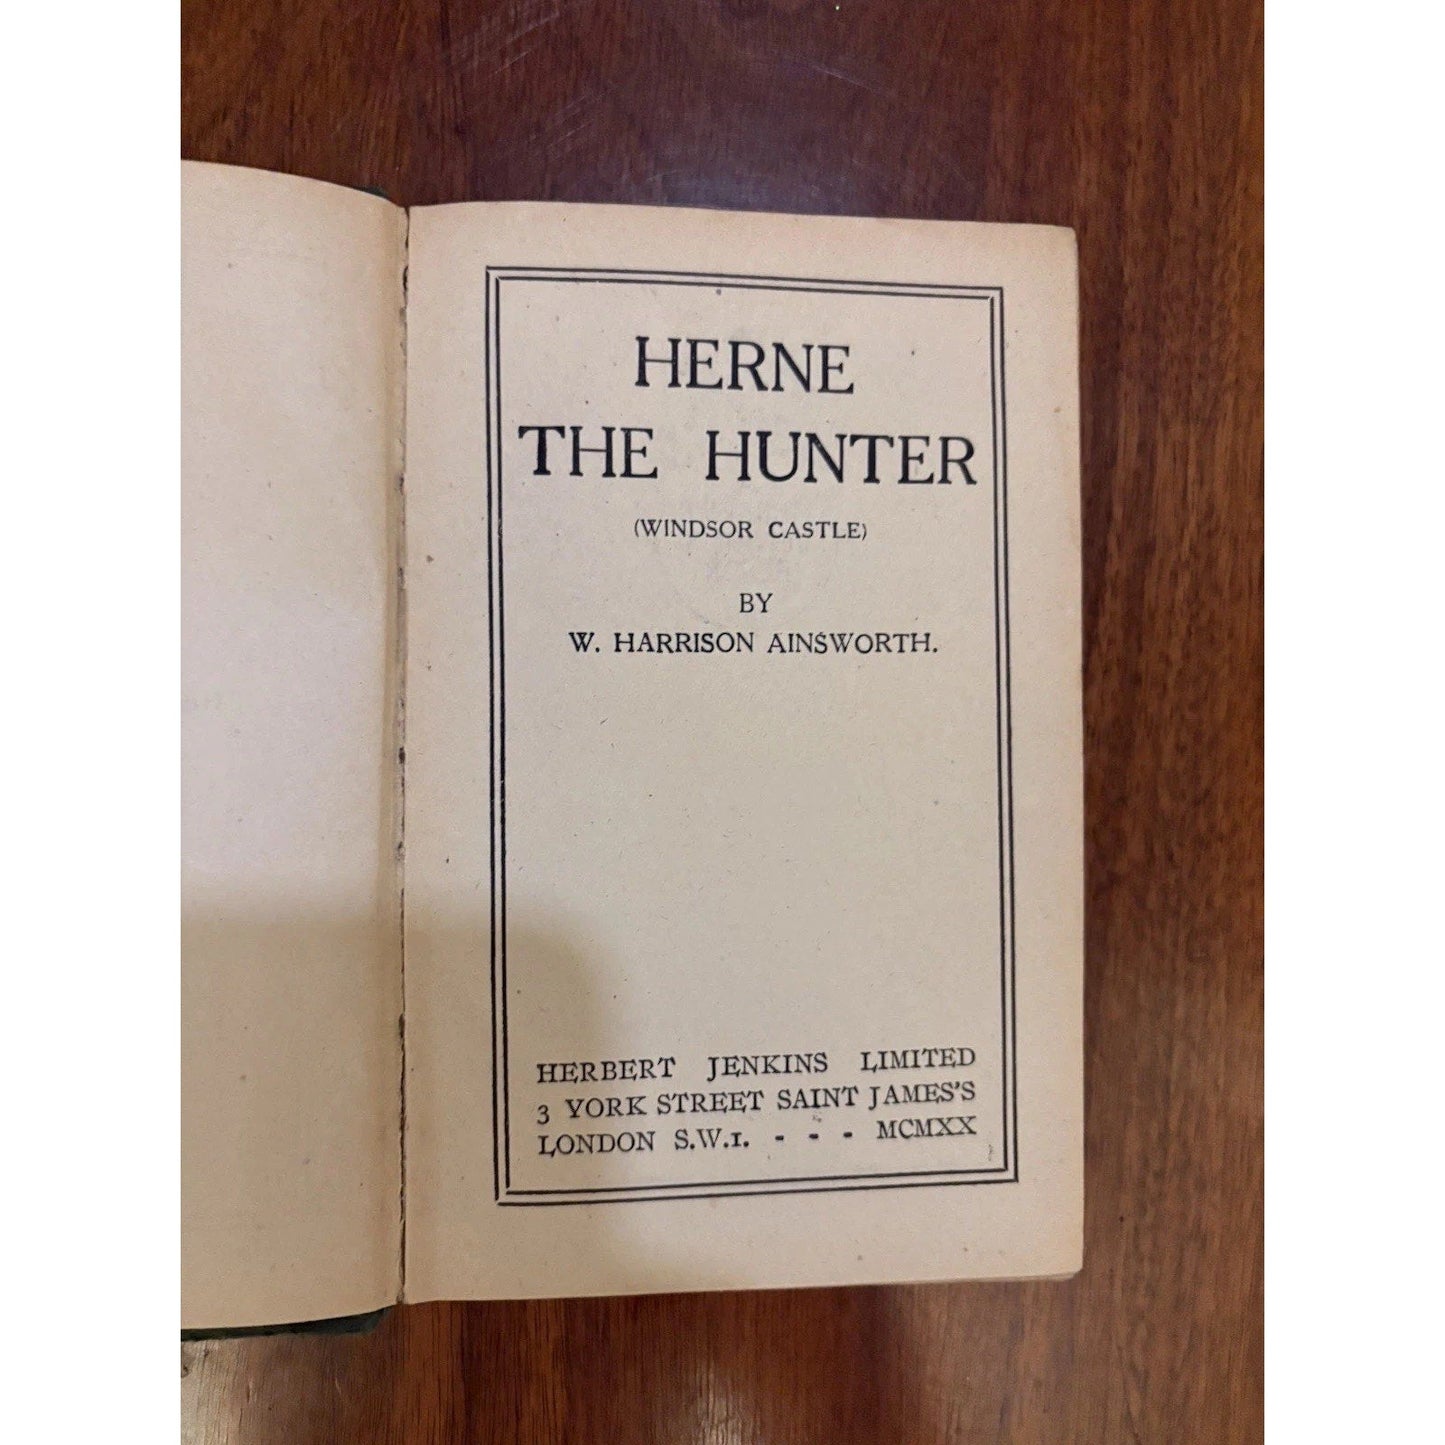 HERNE
THE HUNTER
(WINDSOR CASTLE)
BY
W. HARRISON AINSWORTH.
HERBERT JENKINS LIMITED
3 YORK STREET SAINT JAMES'S
LONDON S.W.1. - - - MCMXX